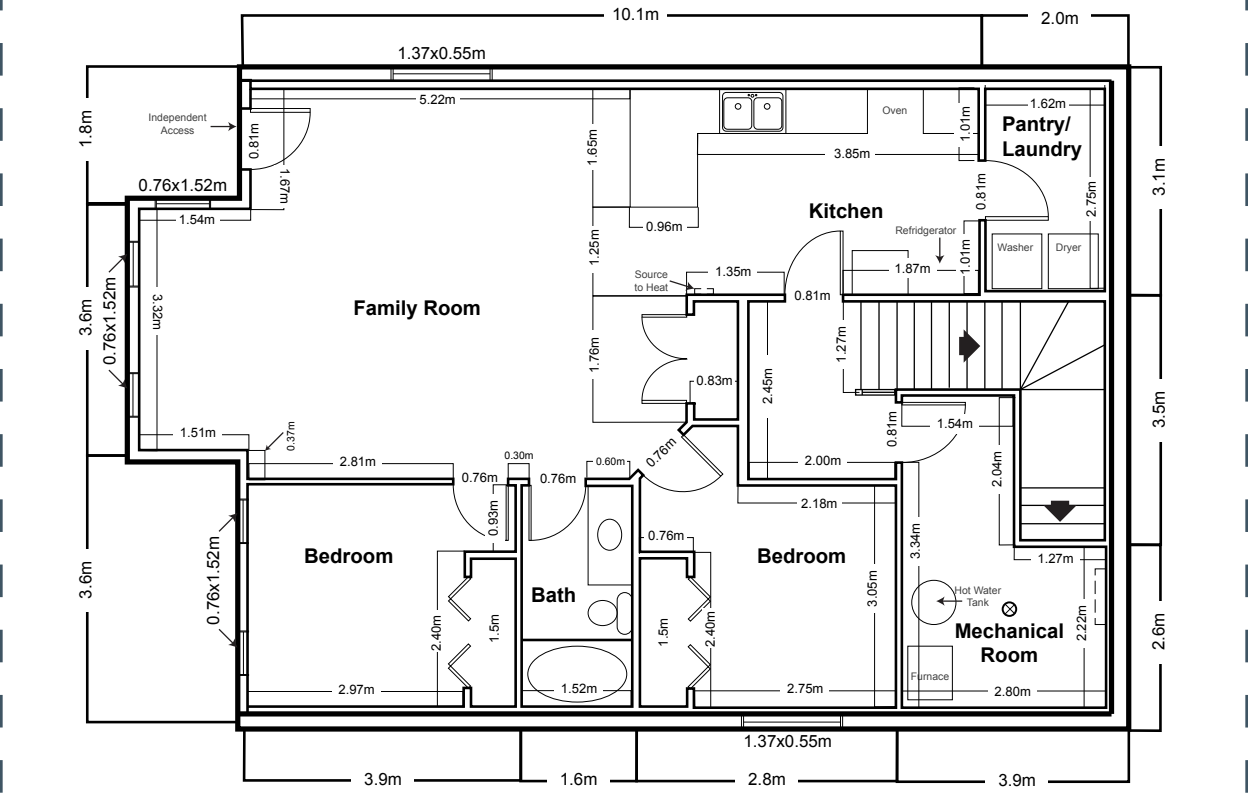 10.1m
2.0m
1.37x0.55m
5.22m
1.8m
Independent
Access
0.81m
1.67m
1.65m
Oven
1.01m
1.62m
Pantry/
Laundry
3.85m
3.1m
0.76x1.52m
1.54m
0.81m
2.75m
Kitchen
0.96m
1.25m
Refridgerator
Washer
Dryer
1.01m
1.87m
Source
to Heat
1.35m
0.81m
3.6m
0.76x1.52m
3.32m
Family Room
1.76m
1.27m
0.83m
2.45m
3.5m
1.51m
0.37m
0.81m
1.54m
2.81m
0.30m
0.60m
0.76m
2.00m
2.04m
0.76m
0.76m
2.18m
0.93m
0.76m
3.34m
Bedroom
Bedroom
1.27m
3.6m
0.76x1.52m
Bath
3.05m
Hot Water
Tank
2.40m
1.5m
1.5m
2.40m
2.22m
2.6m
Mechanical
Room
Furnace
2.97m
1.52m
2.75m
2.80m
1.37x0.55m
3.9m
1.6m
2.8m
3.9m